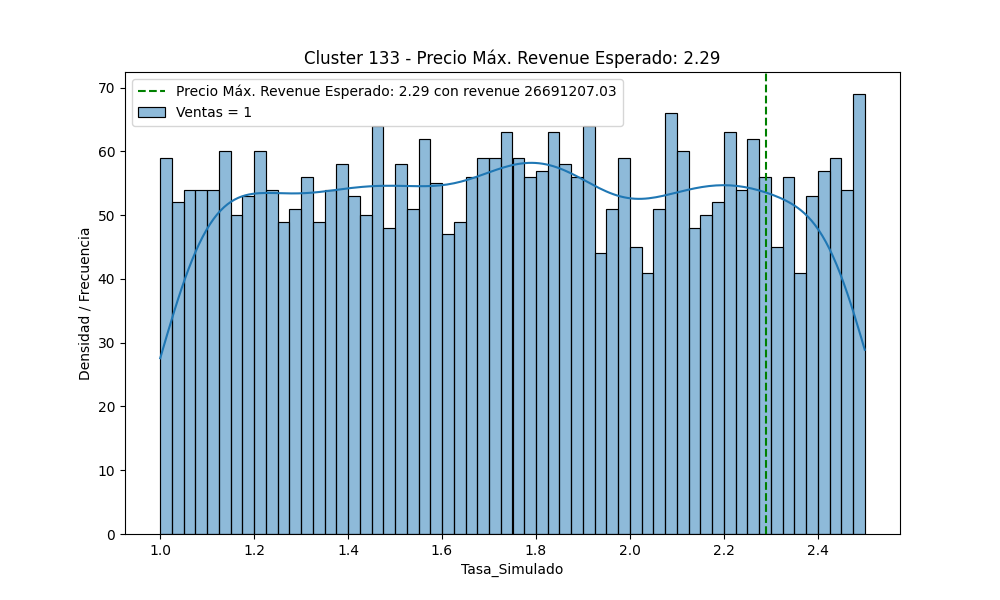 Cluster 133 - Precio Máx. Revenue Esperado: 2.29
Precio Máx. Revenue Esperado: 2.29 con revenue 26691207.03
Ventas = 1
Densidad / Frecuencia
70
60
50
40
30
20
10
0
1.0 1.2 1.4 1.6 1.8 2.0 2.2 2.4
Tasa_Simulado